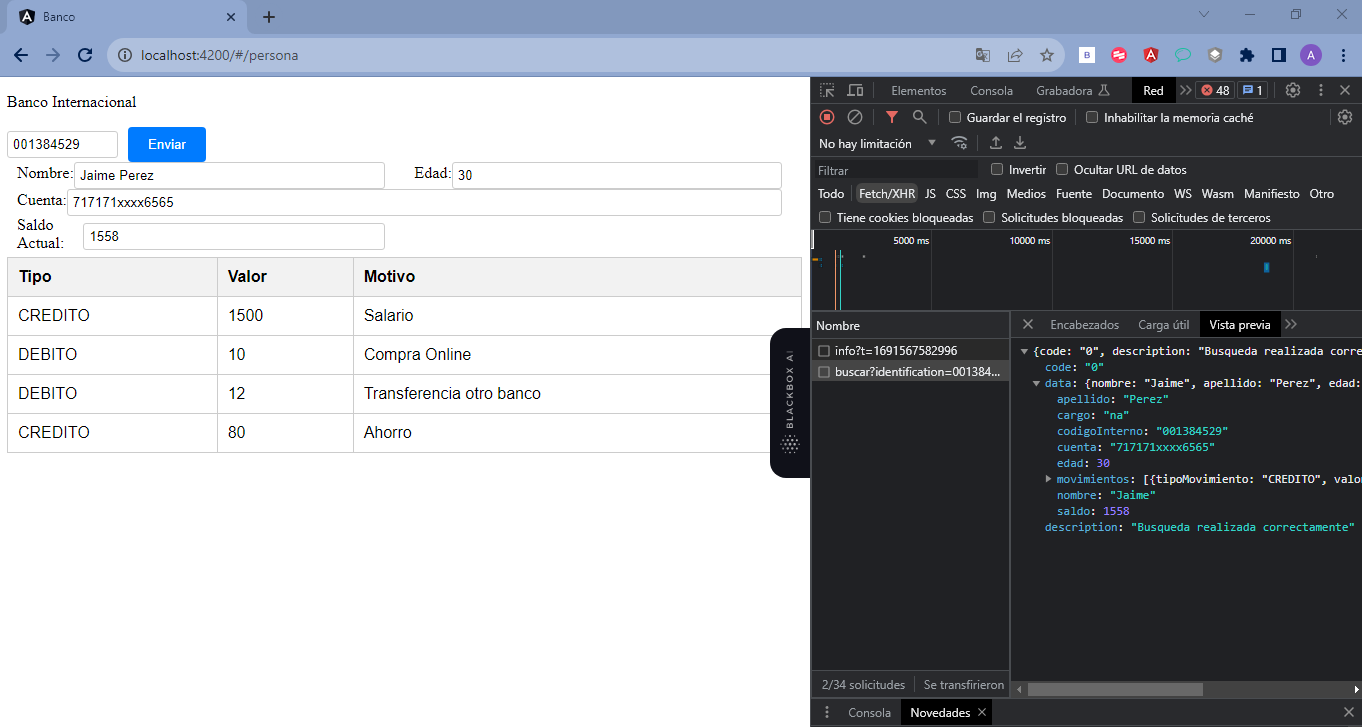 Banco
localhost:4200/#/persona
A
Banco Internacional
001384529 Enviar
Nombre: Jaime Perez Edad: 30
Cuenta: 717171xxxx6565
Saldo
Actual: 1558
Tipo Valor Motivo
CREDITO 1500 Salario
DEBITO 10 Compra Online
DEBITO 12 Transferencia otro banco
CREDITO 80 Ahorro
BLACKBOX AI
Elementos Consola Grabadora Red 48 1
Guardar el registro Inhabilitar la memoria caché
No hay limitación
Filtrar Invertir Ocultar URL de datos
Todo Fetch/XHR JS CSS Img Medios Fuente Documento WS Wasm Manifiesto Otro
Tiene cookies bloqueadas Solicitudes bloqueadas Solicitudes de terceros
5000 ms 10000 ms 15000 ms 20000 ms
Nombre
info?t=1691567582996
buscar?identification=001384...
Encabezados Carga útil Vista previa
{code: "0", description: "Busqueda realizada corre
code: "0"
data: {nombre: "Jaime", apellido: "Perez", edad:
apellido: "Perez"
cargo: "na"
codigoInterno: "001384529"
cuenta: "717171xxxx6565"
edad: 30
movimientos: [{tipoMovimiento: "CREDITO", valo
nombre: "Jaime"
saldo: 1558
description: "Busqueda realizada correctamente"
2/34 solicitudes Se transfirieron
Consola Novedades